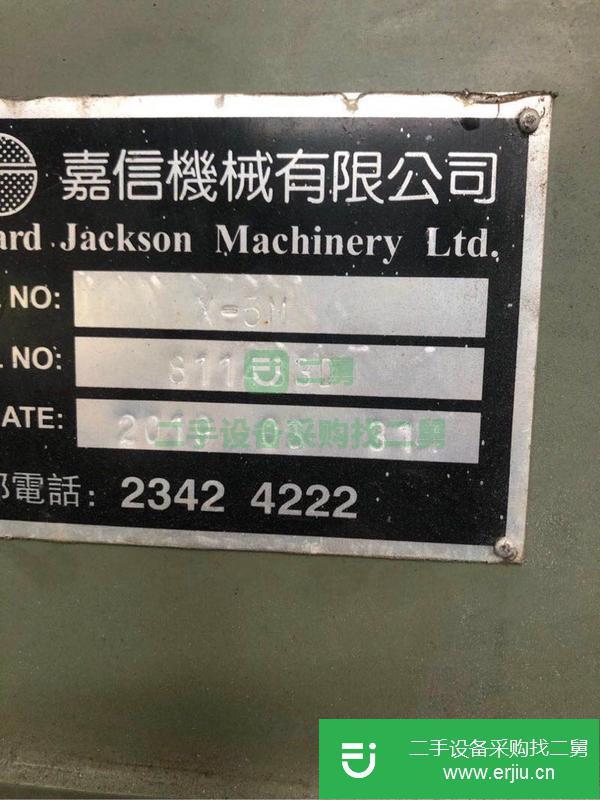 嘉信機械有限公司
ard Jackson Machinery Ltd.
NO:
X-5M
NO:
ATE:
電話: 2342 4222
二舅
二手设备采购找二舅
二手设备采购找二舅
www.erjiu.cn